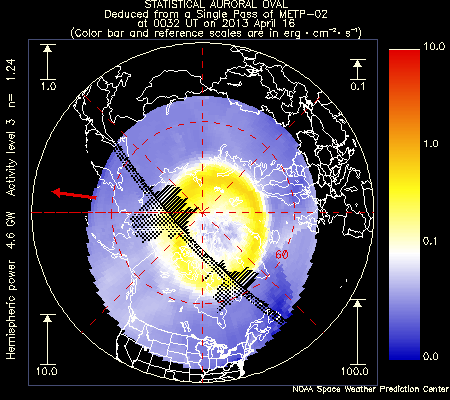 STATISTICAL AURORAL OVAL
Deduced from a Single Pass of METP-02
at 0032 UT on 2013 April 16
(Color bar and reference scales are in erg·cm⁻²·s⁻¹)
Hemispheric power 4.6 GW Activity level 3 n= 1.24
1.0
0.1
10.0
100.0
60
10.0
1.0
0.1
0.0
NOAA Space Weather Prediction Center